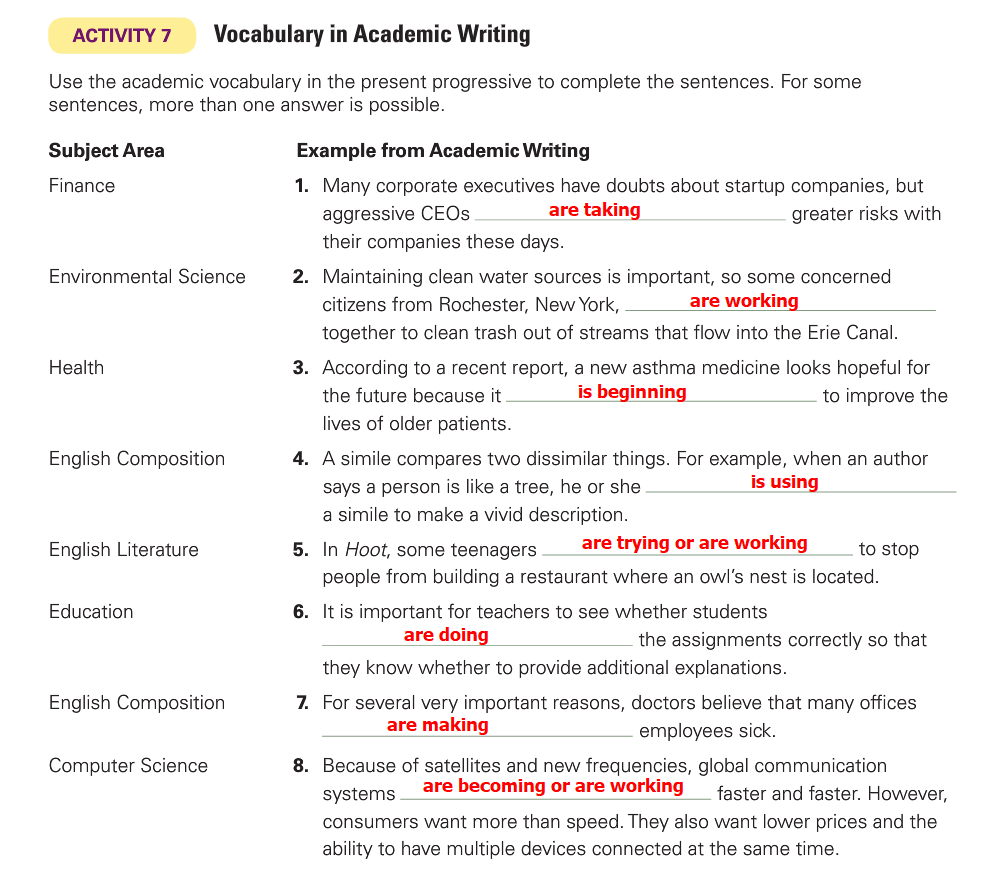 ACTIVITY 7 Vocabulary in Academic Writing
Use the academic vocabulary in the present progressive to complete the sentences. For some
sentences, more than one answer is possible.
Subject Area Example from Academic Writing
Finance 1. Many corporate executives have doubts about startup companies, but
aggressive CEOs are taking greater risks with
their companies these days.
Environmental Science 2. Maintaining clean water sources is important, so some concerned
citizens from Rochester, New York, are working
together to clean trash out of streams that flow into the Erie Canal.
Health 3. According to a recent report, a new asthma medicine looks hopeful for
the future because it is beginning to improve the
lives of older patients.
English Composition 4. A simile compares two dissimilar things. For example, when an author
says a person is like a tree, he or she is using
a simile to make a vivid description.
English Literature 5. In Hoot, some teenagers are trying or are working to stop
people from building a restaurant where an owl's nest is located.
Education 6. It is important for teachers to see whether students
are doing the assignments correctly so that
they know whether to provide additional explanations.
English Composition 7. For several very important reasons, doctors believe that many offices
are making employees sick.
Computer Science 8. Because of satellites and new frequencies, global communication
systems are becoming or are working faster and faster. However,
consumers want more than speed. They also want lower prices and the
ability to have multiple devices connected at the same time.